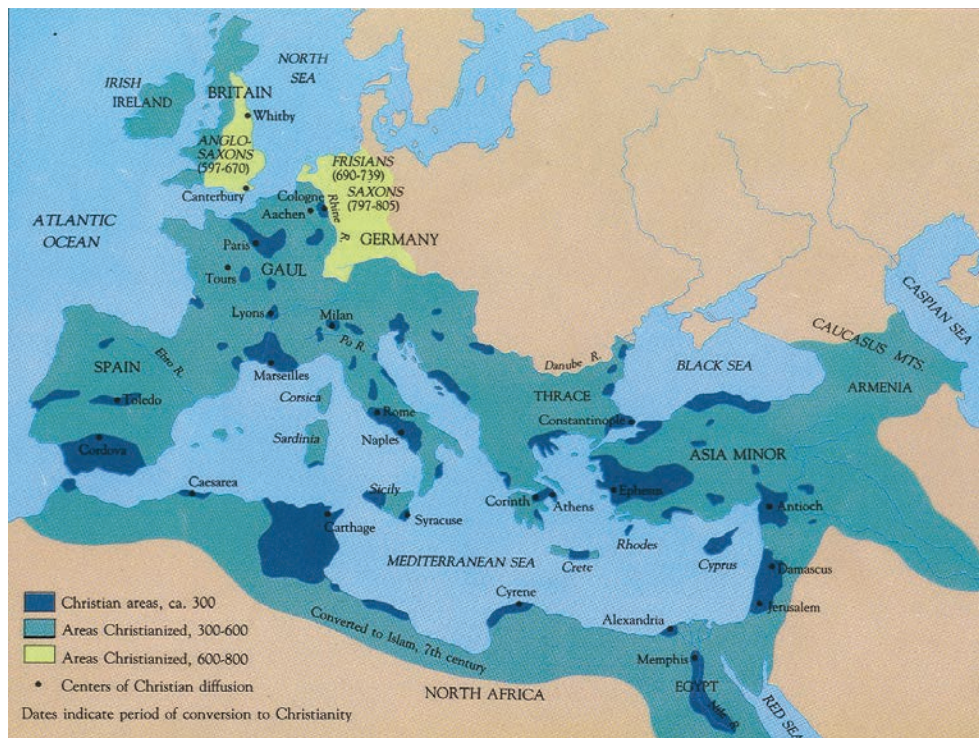 NORTH
SEA
IRISH
IRELAND
BRITAIN
Whitby
ANGLO-
SAXONS
(597-670)
FRISIANS
(690-739)
SAXONS
(797-805)
Canterbury
Cologne
Aachen
Rhine R.
GERMANY
ATLANTIC
OCEAN
Paris
GAUL
Tours
Lyons
Milan
Po R.
CASPIAN SEA
CAUCASUS MTS.
SPAIN
Ebro R.
Marseilles
Danube R.
BLACK SEA
ARMENIA
THRACE
Corsica
Toledo
Rome
Constantinople
Sardinia
Naples
Cordova
ASIA MINOR
Caesarea
Sicily
Corinth
Ephesus
Antioch
Carthage
Syracuse
Athens
Rhodes
MEDITERRANEAN SEA
Crete
Cyprus
Damascus
Cyrene
Jerusalem
Alexandria
Converted to Islam, 7th century
Memphis
EGYPT
NORTH AFRICA
Nile R.
RED SEA
Christian areas, ca. 300
Areas Christianized, 300-600
Areas Christianized, 600-800
Centers of Christian diffusion
Dates indicate period of conversion to Christianity